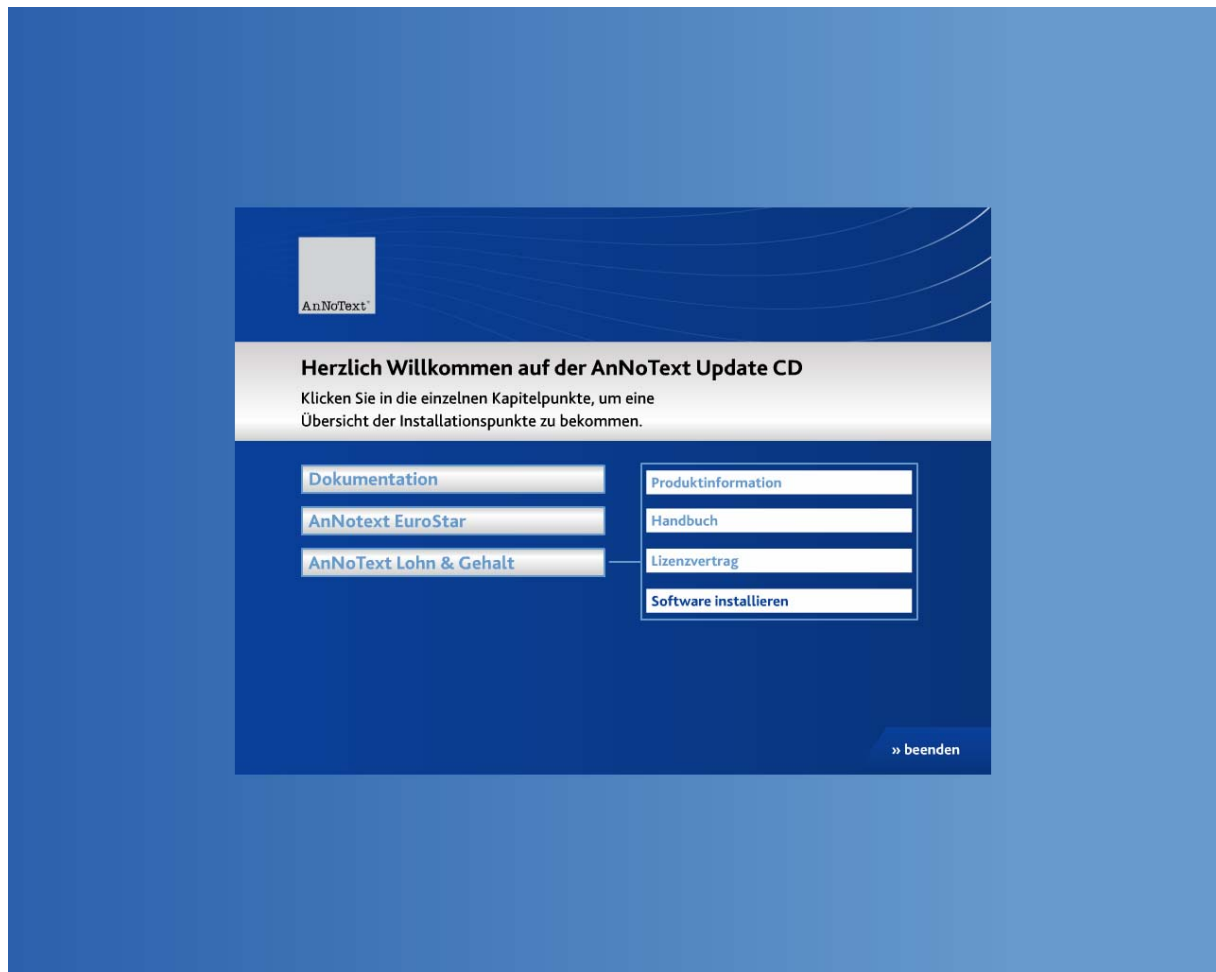 AnNoText®
Herzlich Willkommen auf der AnNoText Update CD
Klicken Sie in die einzelnen Kapitelpunkte, um eine
Übersicht der Installationspunkte zu bekommen.
Dokumentation
AnNotext EuroStar
AnNoText Lohn & Gehalt
Produktinformation
Handbuch
Lizenzvertrag
Software installieren
» beenden